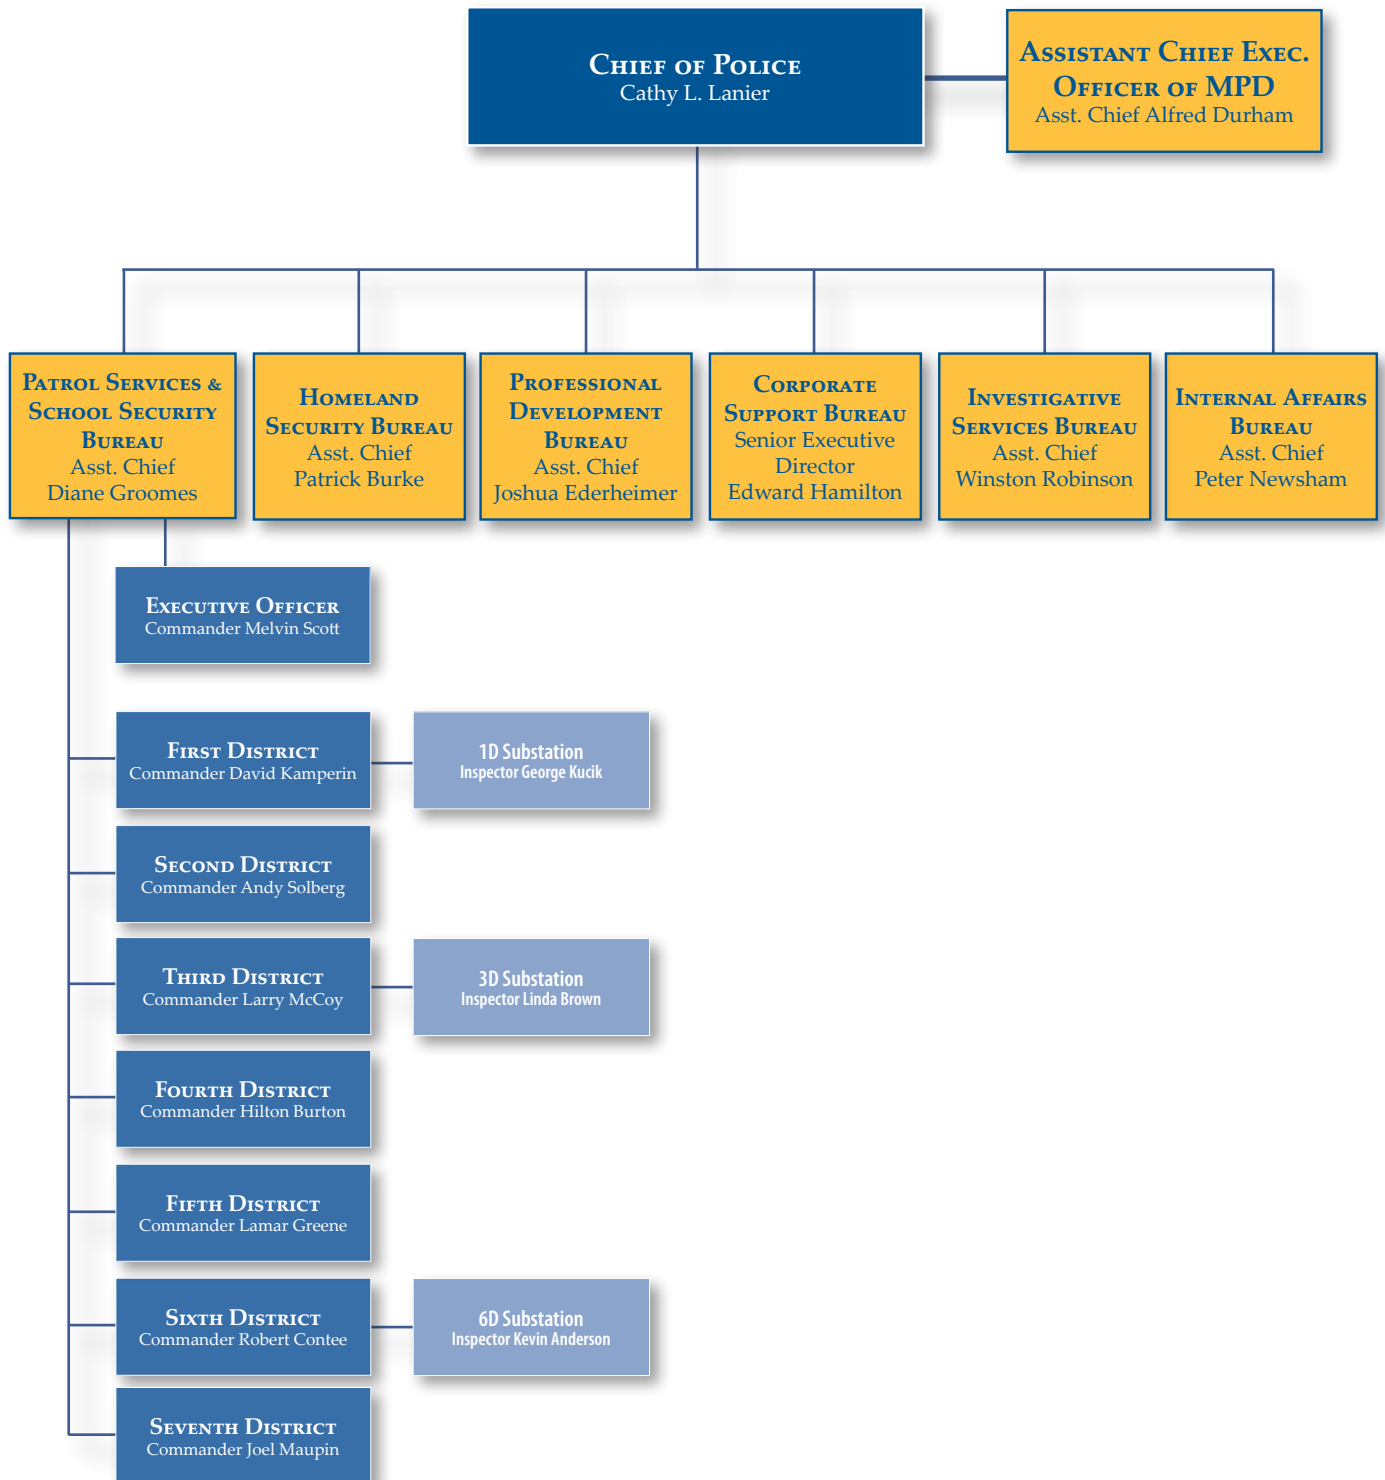 Chief of Police
Cathy L. Lanier
Assistant Chief Exec.
Officer of MPD
Asst. Chief Alfred Durham
Patrol Services &
School Security
Bureau
Asst. Chief
Diane Groomes
Homeland
Security Bureau
Asst. Chief
Patrick Burke
Professional
Development
Bureau
Asst. Chief
Joshua Ederheimer
Corporate
Support Bureau
Senior Executive
Director
Edward Hamilton
Investigative
Services Bureau
Asst. Chief
Winston Robinson
Internal Affairs
Bureau
Asst. Chief
Peter Newsham
Executive Officer
Commander Melvin Scott
First District
Commander David Kamperin
1D Substation
Inspector George Kucik
Second District
Commander Andy Solberg
Third District
Commander Larry McCoy
3D Substation
Inspector Linda Brown
Fourth District
Commander Hilton Burton
Fifth District
Commander Lamar Greene
Sixth District
Commander Robert Contee
6D Substation
Inspector Kevin Anderson
Seventh District
Commander Joel Maupin